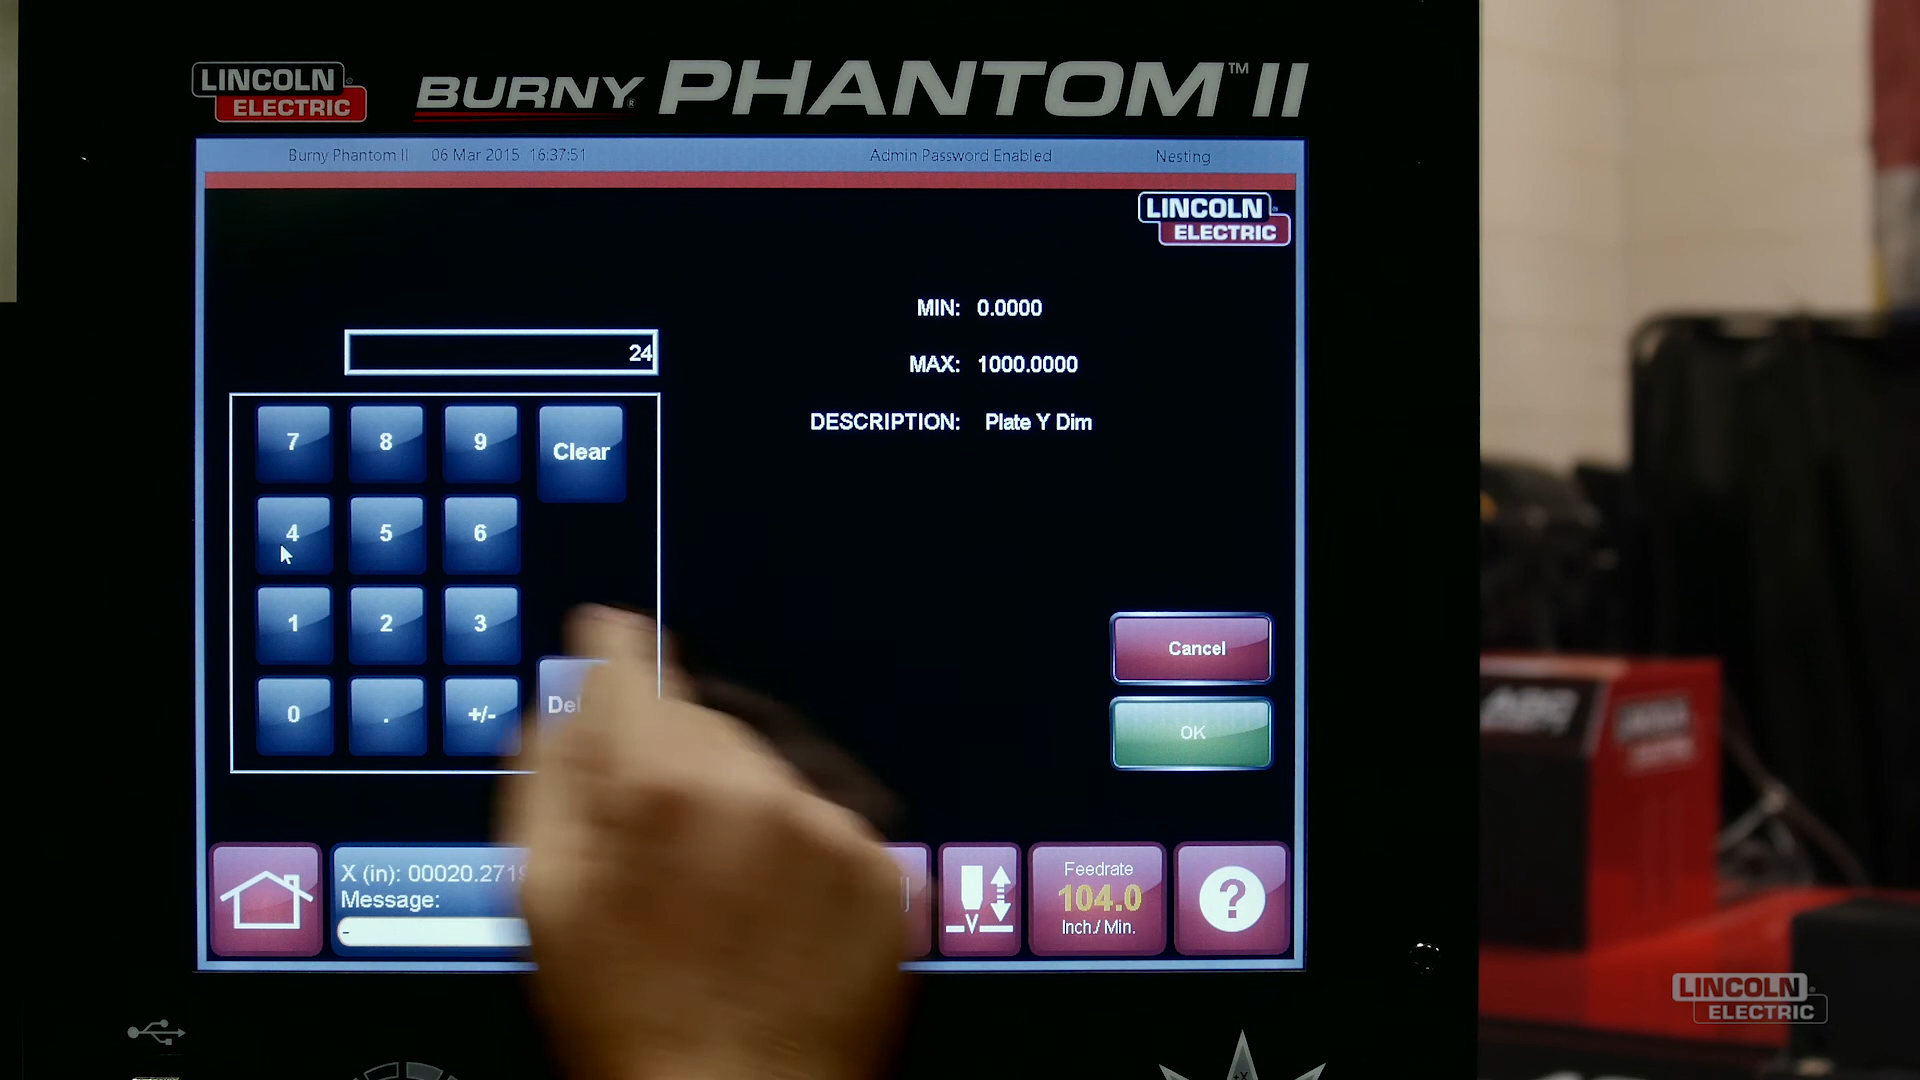 LINCOLN ELECTRIC
BURNY PHANTOM™ II
Burny Phantom II 06 Mar 2015 16:37:51 Admin Password Enabled Nesting
LINCOLN ELECTRIC
MIN: 0.0000
24
MAX: 1000.0000
DESCRIPTION: Plate Y Dim
7 8 9 Clear
4 5 6
1 2 3
Cancel
0 . +/- Del
OK
X (in): 00020.2719
Message:
-
Feedrate
104.0
Inch./ Min.
?
LINCOLN ELECTRIC
+X